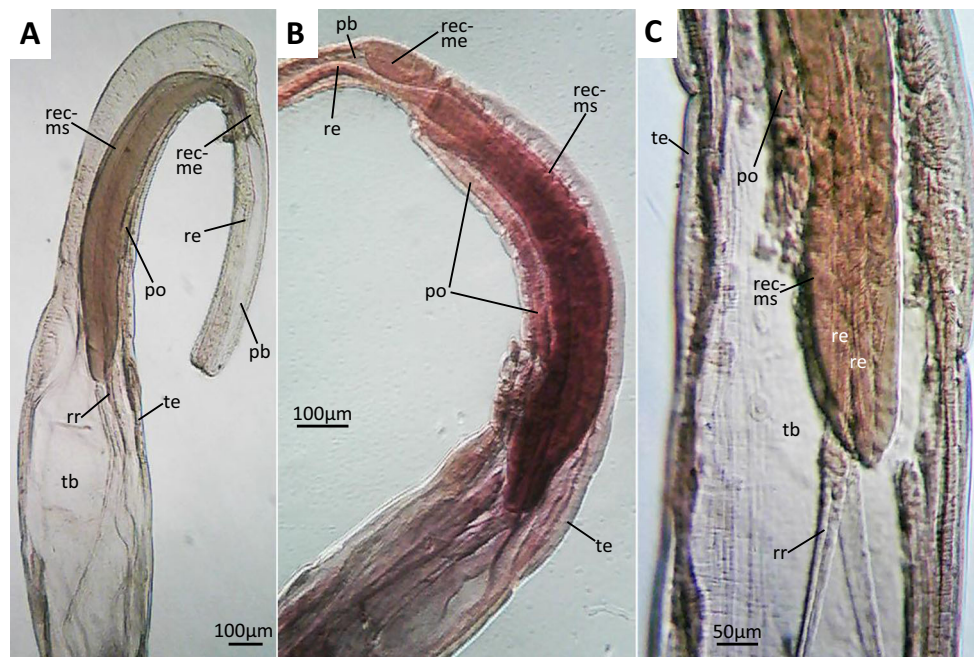 A
rec-
ms
rec-
me
re
po
pb
rr
te
tb
100µm
B
pb
rec-
me
re
rec-
ms
po
100µm
te
C
te
po
rec-
ms
re
re
tb
rr
50µm